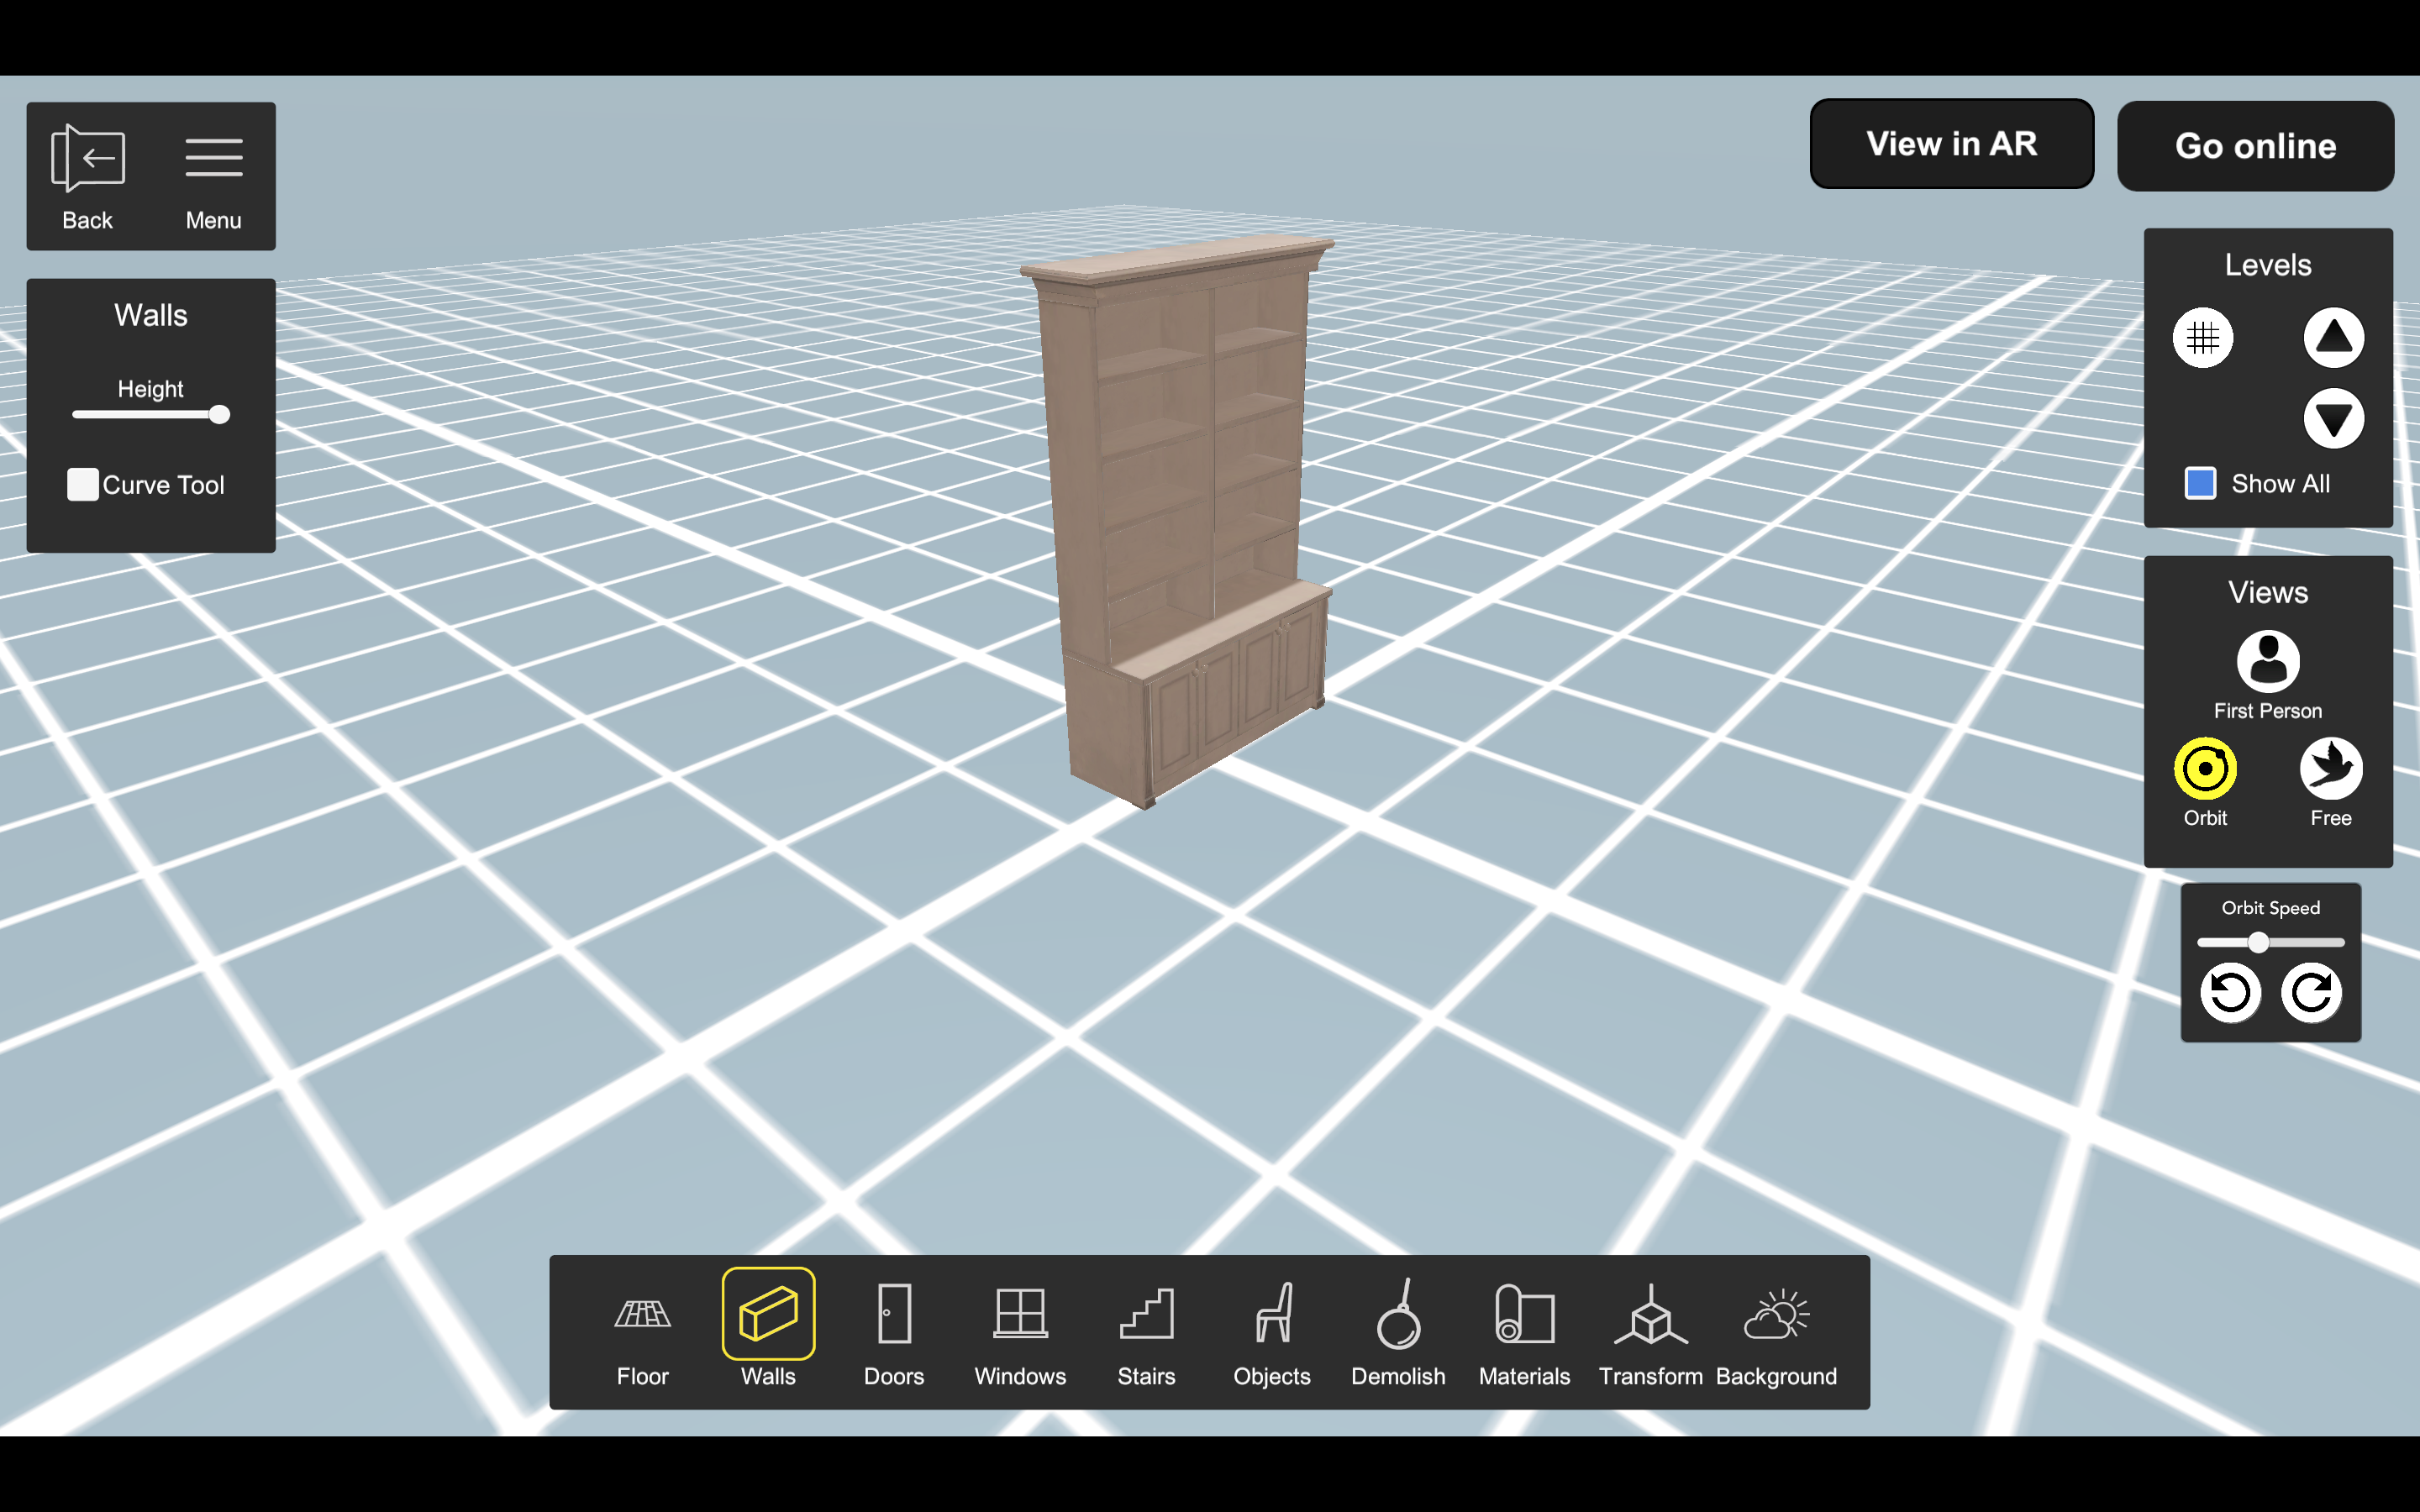 Back Menu
Walls
Height
Curve Tool
View in AR
Go online
Levels
Show All
Views
First Person
Orbit Free
Orbit Speed
Floor Walls Doors Windows Stairs Objects Demolish Materials Transform Background